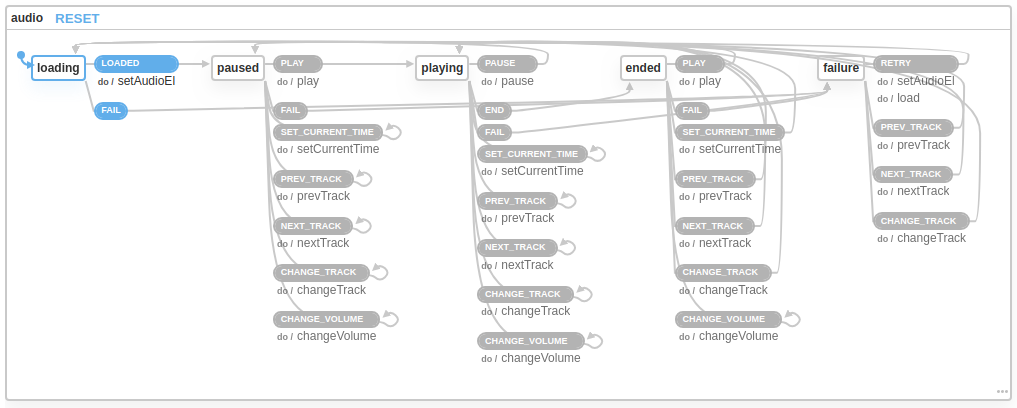 audio RESET
loading
LOADED
do / setAudioEl
FAIL
paused
PLAY
do / play
FAIL
SET_CURRENT_TIME
do / setCurrentTime
PREV_TRACK
do / prevTrack
NEXT_TRACK
do / nextTrack
CHANGE_TRACK
do / changeTrack
CHANGE_VOLUME
do / changeVolume
playing
PAUSE
do / pause
END
FAIL
SET_CURRENT_TIME
do / setCurrentTime
PREV_TRACK
do / prevTrack
NEXT_TRACK
do / nextTrack
CHANGE_TRACK
do / changeTrack
CHANGE_VOLUME
do / changeVolume
ended
PLAY
do / play
FAIL
SET_CURRENT_TIME
do / setCurrentTime
PREV_TRACK
do / prevTrack
NEXT_TRACK
do / nextTrack
CHANGE_TRACK
do / changeTrack
CHANGE_VOLUME
do / changeVolume
failure
RETRY
do / setAudioEl
do / load
PREV_TRACK
do / prevTrack
NEXT_TRACK
do / nextTrack
CHANGE_TRACK
do / changeTrack